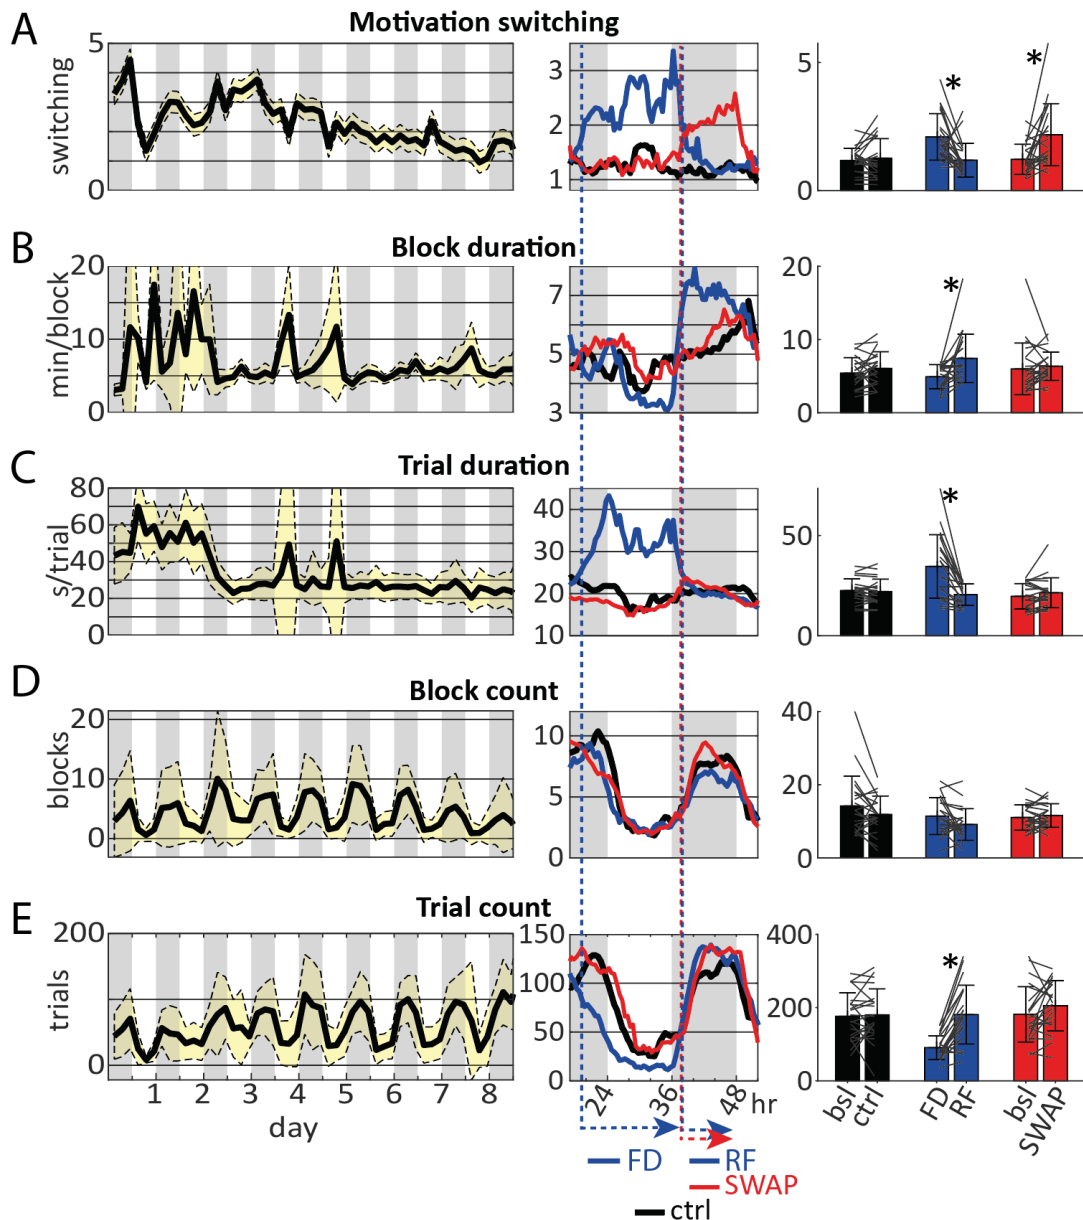 A
Motivation switching
switching
5
0
3
2
1
5
0
*
*
B
Block duration
min/block
20
10
0
7
5
3
20
10
0
*
C
Trial duration
s/trial
80
60
40
20
0
40
30
20
10
50
0
*
D
Block count
blocks
20
10
0
10
5
0
40
20
0
E
Trial count
trials
200
100
0
150
100
50
0
400
200
0
*
1 2 3 4 5 6 7 8
day
24 36 48 hr
bsl ctrl FD RF bsl SWAP
FD RF
SWAP
ctrl